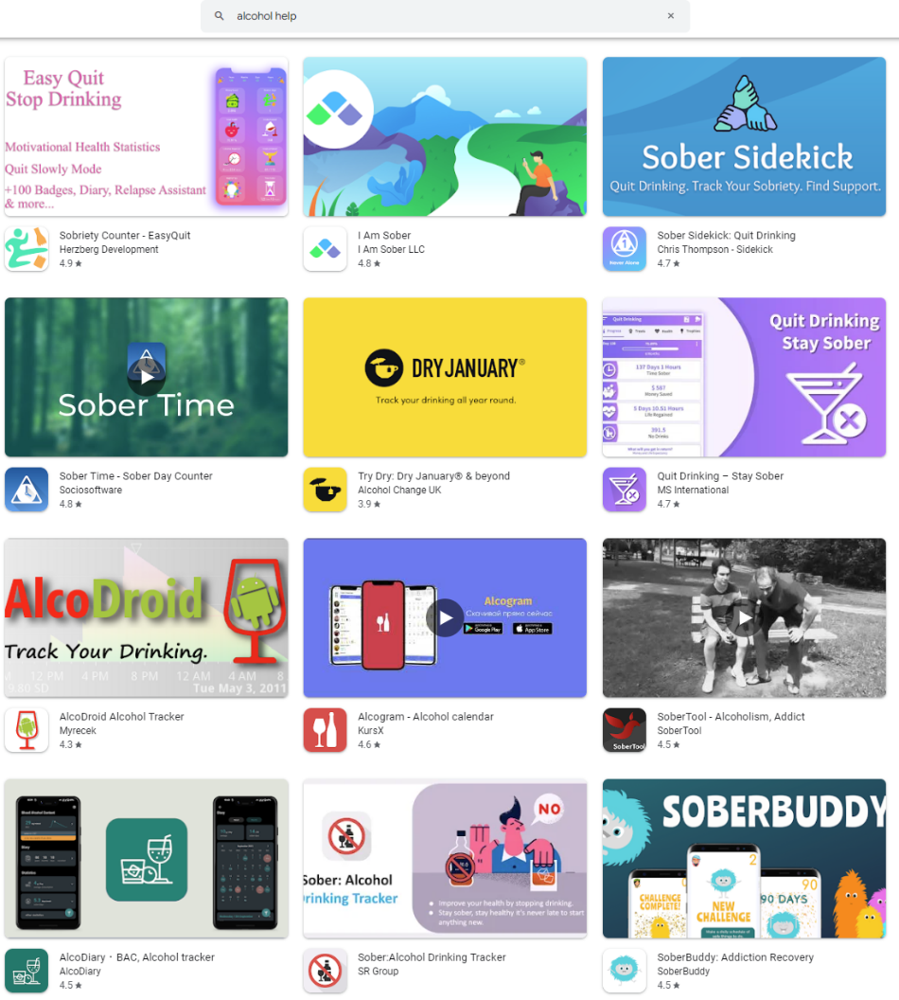 alcohol help
Easy Quit
Stop Drinking
Motivational Health Statistics
Quit Slowly Mode
+100 Badges, Diary, Relapse Assistant
& more...
Sober Sidekick
Quit Drinking. Track Your Sobriety. Find Support.
Sobriety Counter - EasyQuit
Herzberg Development
4.9★
I Am Sober
I Am Sober LLC
4.8★
Never Alone
Sober Sidekick: Quit Drinking
Chris Thompson - Sidekick
4.7★
Sober Time
DRY JANUARY®
Track your drinking all year round.
Quit Drinking
137 Days 1 Hours
Time Sober
$ 587
Money Saved
5 Days 10.51 Hours
Life Regained
391.5
No Drinks
Quit Drinking
Stay Sober
Sober Time - Sober Day Counter
Sociosoftware
4.8★
Try Dry: Dry January® & beyond
Alcohol Change UK
3.9★
Quit Drinking – Stay Sober
MS International
4.7★
AlcoDroid
Track Your Drinking.
M 12 PM 4 PM 8 PM 12 AM 4 AM 8
9.80 SD Tue May 3, 2011
Alcogram
Скачивай прямо сейчас
Google Play
App Store
AlcoDroid Alcohol Tracker
Myrecek
4.3★
Alcogram - Alcohol calendar
KursX
4.6★
SoberTool
SoberTool - Alcoholism, Addict
SoberTool
4.5★
NO
Sober: Alcohol
Drinking Tracker
• Improve your health by stopping drinking.
• Stay sober, stay healthy it's never late to start
anything new.
SOBERBUDDY
CHALLENGE
COMPLETE!
2
NEW
CHALLENGE
90
90 DAYS
AlcoDiary・BAC, Alcohol tracker
AlcoDiary
4.5★
Sober:Alcohol Drinking Tracker
SR Group
SoberBuddy: Addiction Recovery
SoberBuddy
4.5★